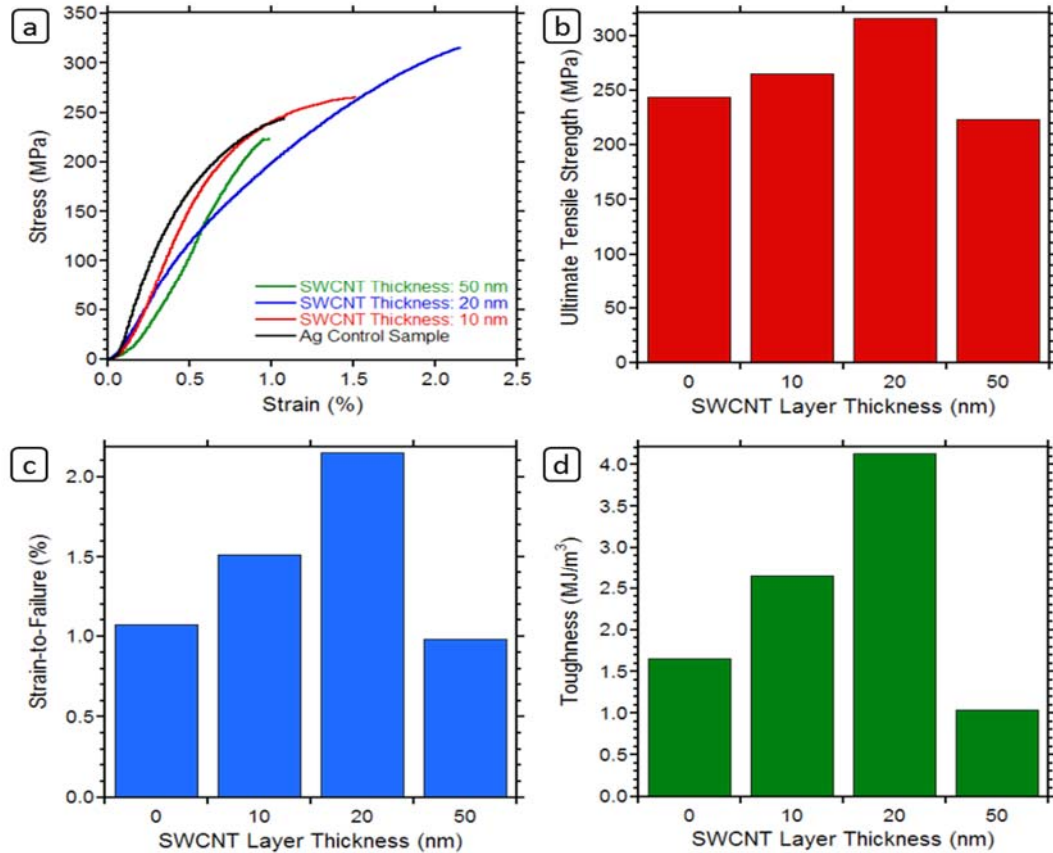 a
350
300
250
200
150
100
50
0
Stress (MPa)
SWCNT Thickness: 50 nm
SWCNT Thickness: 20 nm
SWCNT Thickness: 10 nm
Ag Control Sample
0.0 0.5 1.0 1.5 2.0 2.5
Strain (%)
b
300
250
200
150
100
50
0
Ultimate Tensile Strength (MPa)
0 10 20 50
SWCNT Layer Thickness (nm)
c
2.0
1.5
1.0
0.5
0.0
Strain-to-Failure (%)
0 10 20 50
SWCNT Layer Thickness (nm)
d
4.0
3.5
3.0
2.5
2.0
1.5
1.0
0.5
0.0
Toughness (MJ/m³)
0 10 20 50
SWCNT Layer Thickness (nm)